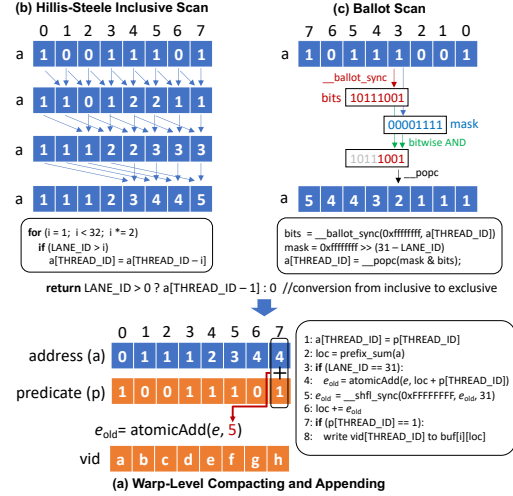 (b) Hillis-Steele Inclusive Scan
0 1 2 3 4 5 6 7
a 1 0 0 1 1 1 0 1
a 1 1 0 1 2 2 1 1
a 1 1 1 2 2 3 3 3
a 1 1 1 2 3 4 4 5
for (i = 1; i < 32; i *= 2)
if (LANE_ID > i)
a[THREAD_ID] = a[THREAD_ID – i]
(c) Ballot Scan
7 6 5 4 3 2 1 0
a 1 0 1 1 1 0 0 1
__ballot_sync
bits 10111001
00001111 mask
bitwise AND
10111001
__popc
a 5 4 4 3 2 1 1 1
bits = __ballot_sync(0xffffffff, a[THREAD_ID])
mask = 0xffffffff >> (31 – LANE_ID)
a[THREAD_ID] = __popc(mask & bits);
return LANE_ID > 0 ? a[THREAD_ID – 1] : 0 //conversion from inclusive to exclusive
0 1 2 3 4 5 6 7
address (a) 0 1 1 1 2 3 4 4
+
predicate (p) 1 0 0 1 1 1 0 1
eold= atomicAdd(e, 5)
vid a b c d e f g h
1: a[THREAD_ID] = p[THREAD_ID]
2: loc = prefix_sum(a)
3: if (LANE_ID == 31):
4: eold = atomicAdd(e, loc + p[THREAD_ID])
5: eold = __shfl_sync(0xFFFFFFFF, eold, 31)
6: loc += eold
7: if (p[THREAD_ID] == 1):
8: write vid[THREAD_ID] to buf[i][loc]
(a) Warp-Level Compacting and Appending